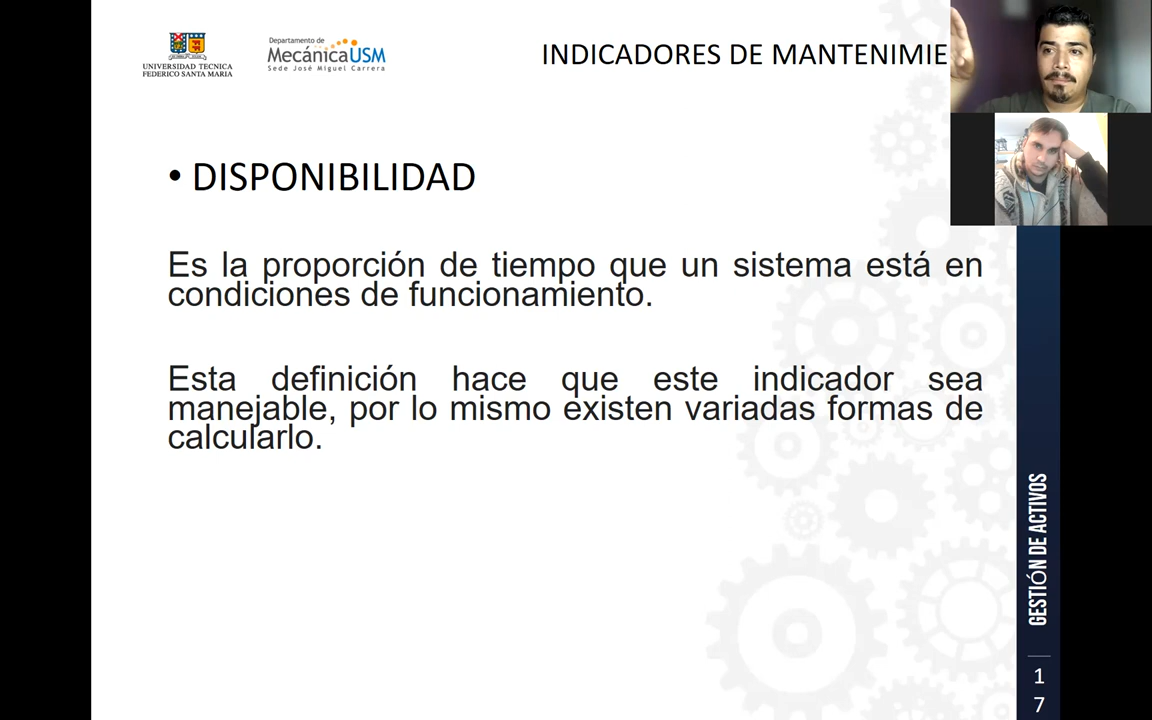 UNIVERSIDAD TECNICA
FEDERICO SANTA MARIA
Departamento de
MecánicaUSM
Sede José Miguel Carrera
INDICADORES DE MANTENIMIE
• DISPONIBILIDAD
Es la proporción de tiempo que un sistema está en
condiciones de funcionamiento.
Esta definición hace que este indicador sea
manejable, por lo mismo existen variadas formas de
calcularlo.
GESTIÓN DE ACTIVOS
1
7